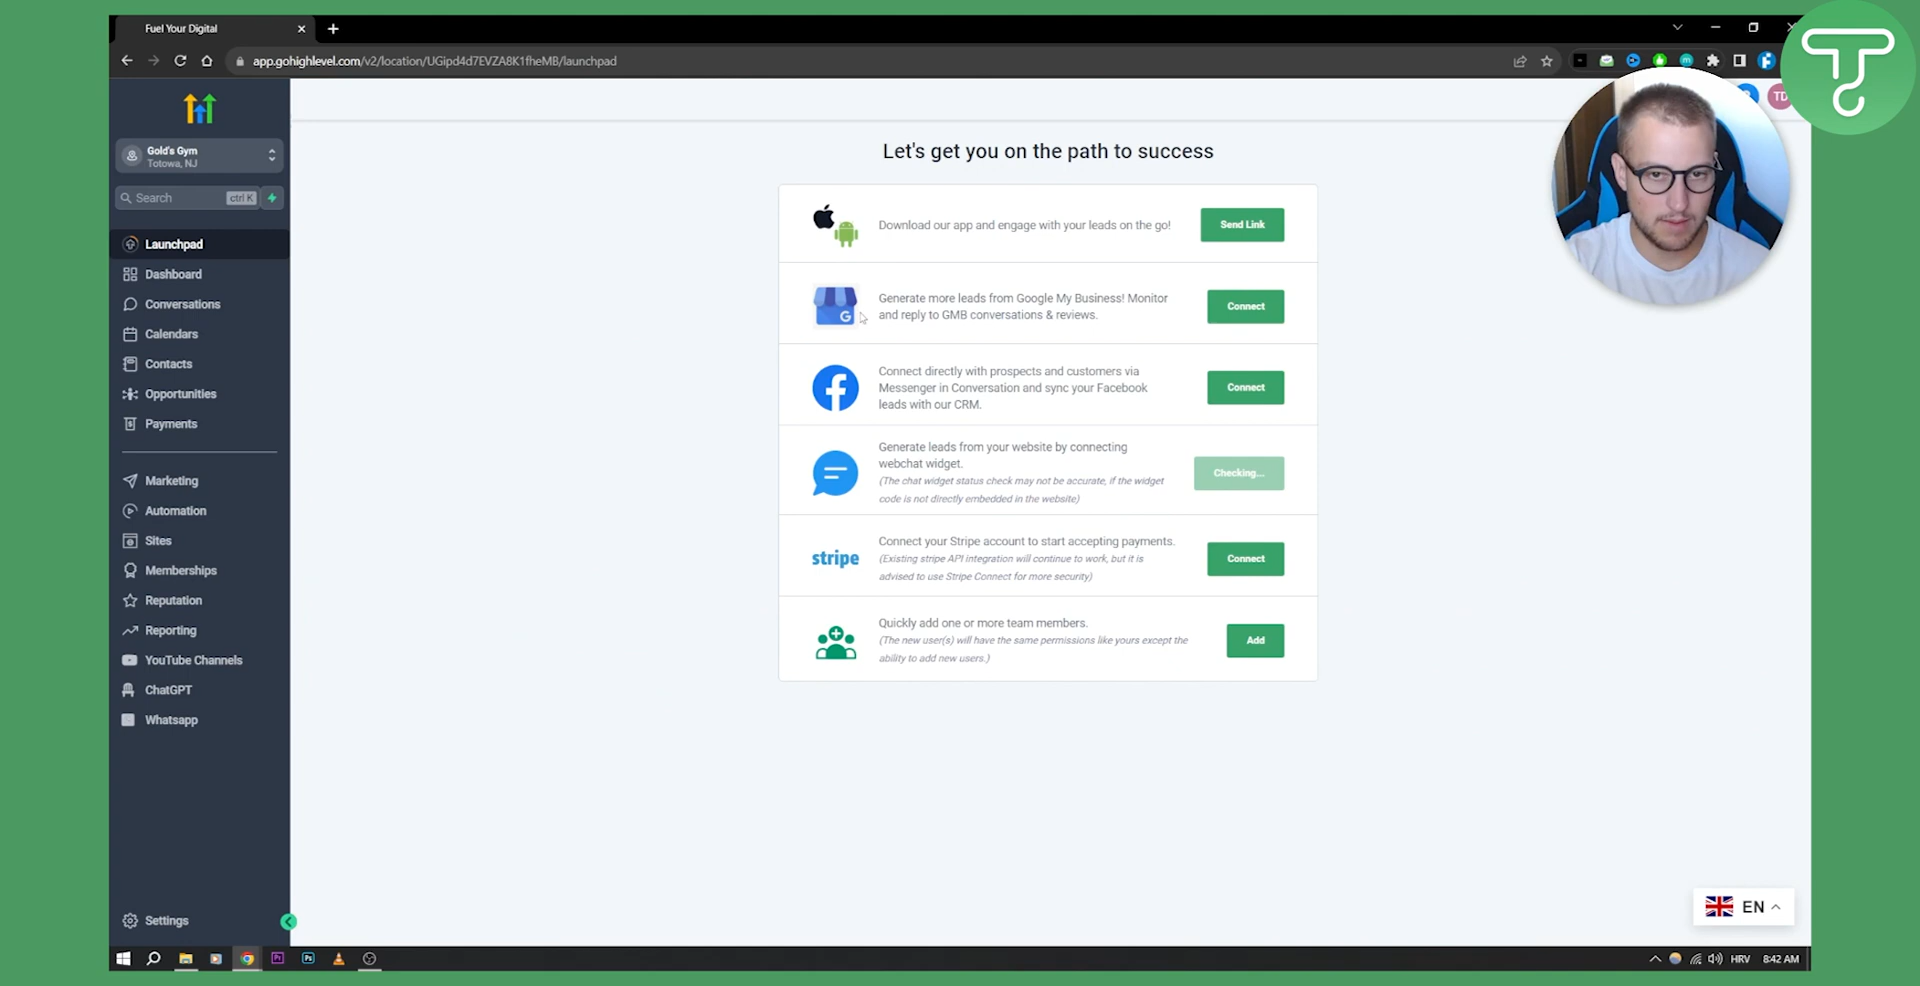 Fuel Your Digital
app.gohighlevel.com/v2/location/UGipd4d7EVZA8K1fheMB/launchpad
TD
Gold's Gym
Totowa, NJ
Search
ctrl K
Launchpad
Dashboard
Conversations
Calendars
Contacts
Opportunities
Payments
Marketing
Automation
Sites
Memberships
Reputation
Reporting
YouTube Channels
ChatGPT
Whatsapp
Settings
Let's get you on the path to success
Download our app and engage with your leads on the go!
Send Link
Generate more leads from Google My Business! Monitor
and reply to GMB conversations & reviews.
Connect
Connect directly with prospects and customers via
Messenger in Conversation and sync your Facebook
leads with our CRM.
Connect
Generate leads from your website by connecting
webchat widget.
(The chat widget status check may not be accurate, if the widget
code is not directly embedded in the website)
Checking...
stripe
Connect your Stripe account to start accepting payments.
(Existing stripe API integration will continue to work, but it is
advised to use Stripe Connect for more security)
Connect
Quickly add one or more team members.
(The new user(s) will have the same permissions like yours except the
ability to add new users.)
Add
EN
HRV
8:42 AM